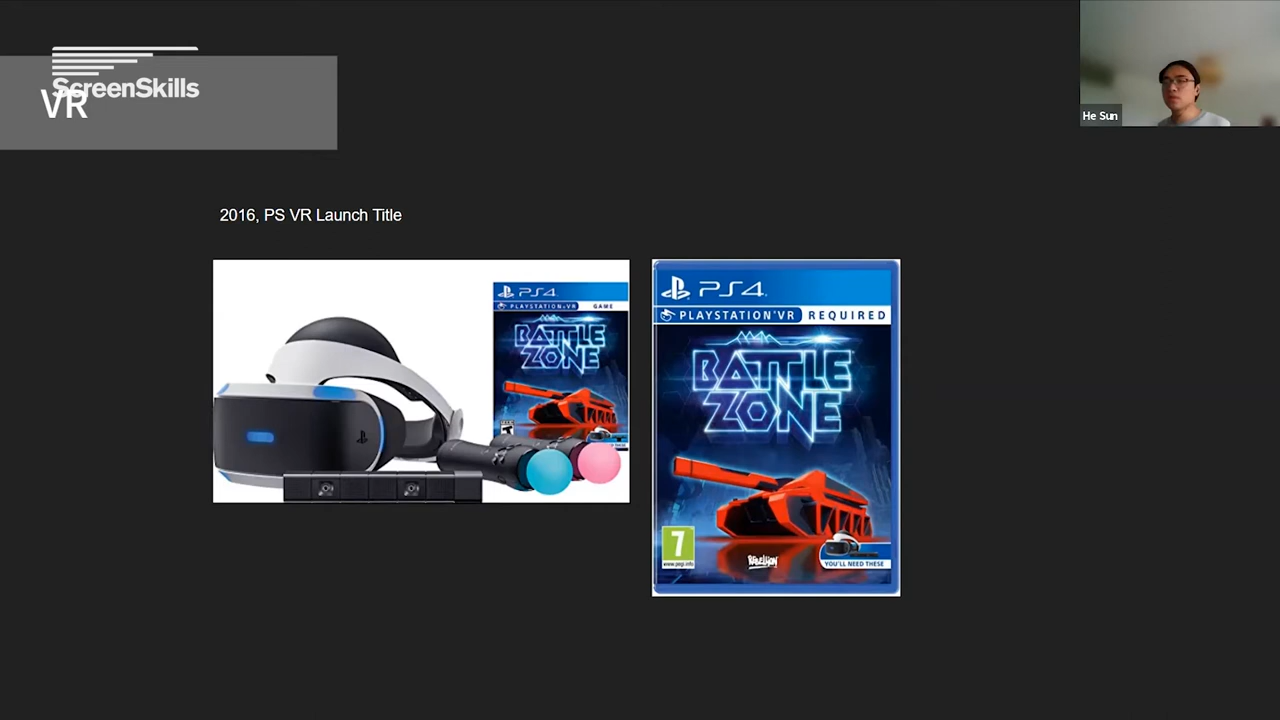 ScreenSkills
VR
He Sun
2016, PS VR Launch Title
PS4
PLAYSTATION VR GAME
BATTLE
ZONE
T
PS4
PLAYSTATION VR REQUIRED
BATTLE
ZONE
7
www.pegi.info
REBELLION
YOU'LL NEED THESE